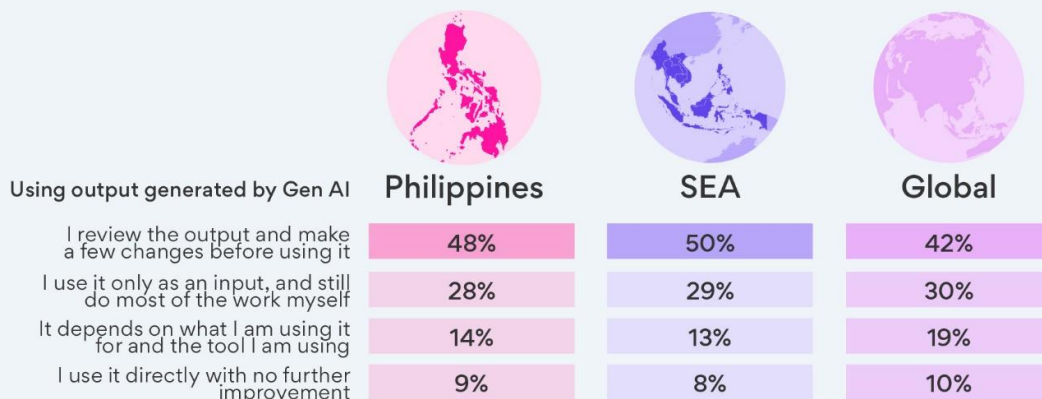 Using output generated by Gen AI Philippines SEA Global
I review the output and make
a few changes before using it
48% 50% 42%
I use it only as an input, and still
do most of the work myself
28% 29% 30%
It depends on what I am using it
for and the tool I am using
14% 13% 19%
I use it directly with no further
improvement
9% 8% 10%